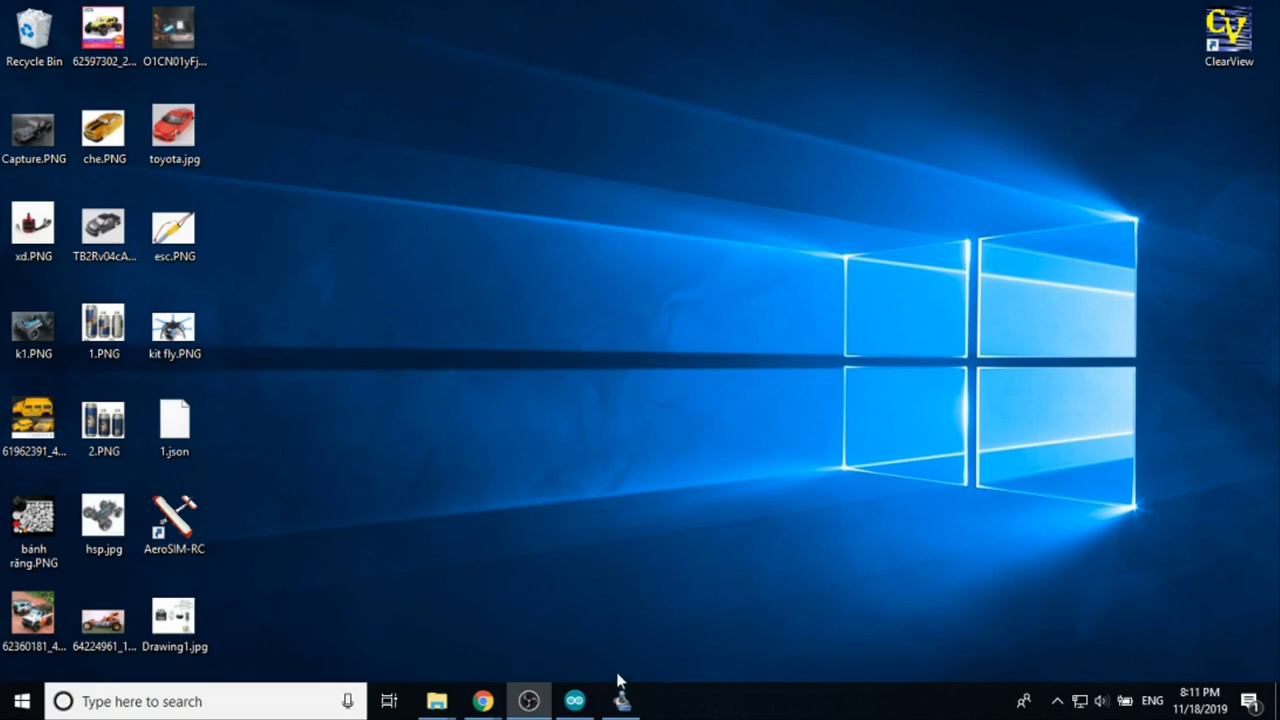 Recycle Bin
62597302_2...
O1CN01yFj...
CV
ClearView
Capture.PNG
che.PNG
toyota.jpg
xd.PNG
TB2Rv04cA...
esc.PNG
k1.PNG
1.PNG
kit fly.PNG
61962391_4...
2.PNG
1.json
bánh
răng.PNG
hsp.jpg
AeroSIM-RC
62360181_4...
64224961_1...
Drawing1.jpg
Type here to search
ENG
8:11 PM
11/18/2019
1